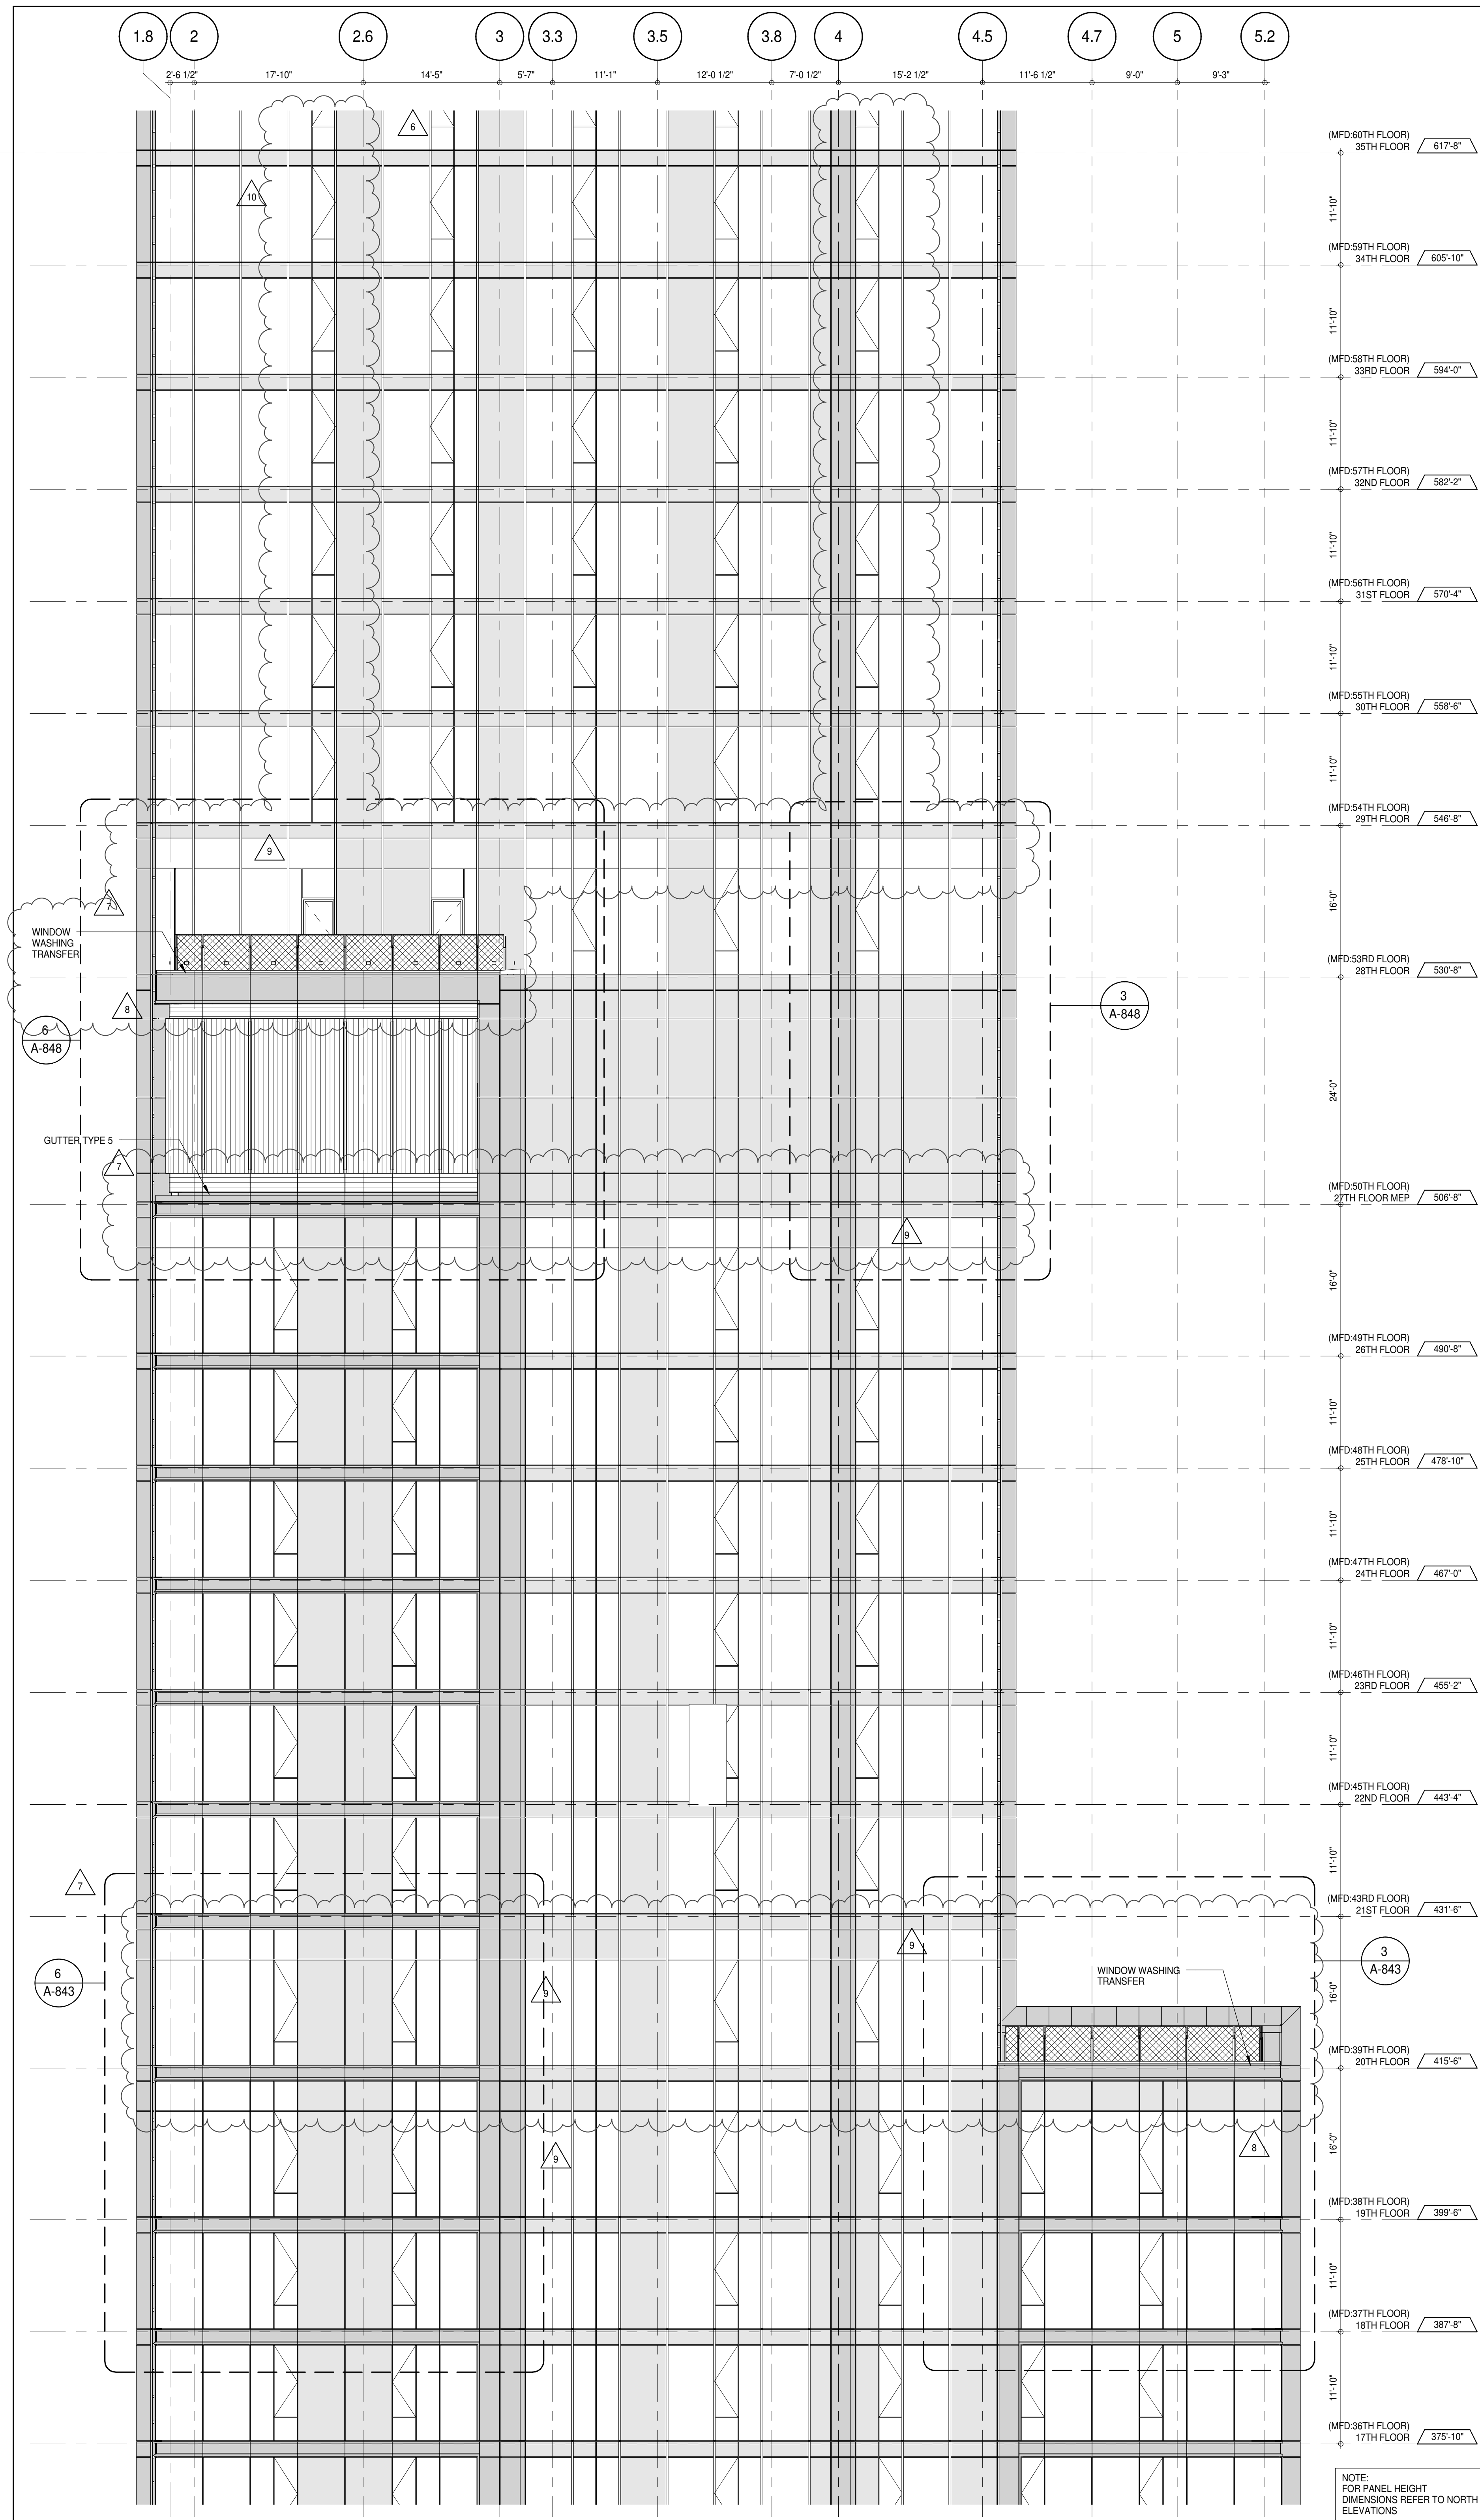 1.8 2 2.6 3 3.3 3.5 3.8 4 4.5 4.7 5 5.2
2'-6 1/2" 17'-10" 14'-5" 5'-7" 11'-1" 12'-0 1/2" 7'-0 1/2" 15'-2 1/2" 11'-6 1/2" 9'-0" 9'-3"
6
(MFD:60TH FLOOR)
35TH FLOOR 617'-8"
10
11'-10"
(MFD:59TH FLOOR)
34TH FLOOR 605'-10"
11'-10"
(MFD:58TH FLOOR)
33RD FLOOR 594'-0"
11'-10"
(MFD:57TH FLOOR)
32ND FLOOR 582'-2"
11'-10"
(MFD:56TH FLOOR)
31ST FLOOR 570'-4"
11'-10"
(MFD:55TH FLOOR)
30TH FLOOR 558'-6"
11'-10"
(MFD:54TH FLOOR)
29TH FLOOR 546'-8"
9
7
16'-0"
WINDOW
WASHING
TRANSFER
(MFD:53RD FLOOR)
28TH FLOOR 530'-8"
8
3
A-848
6
A-848
24'-0"
GUTTER TYPE 5
7
(MFD:50TH FLOOR)
27TH FLOOR MEP 506'-8"
9
16'-0"
(MFD:49TH FLOOR)
26TH FLOOR 490'-8"
11'-10"
(MFD:48TH FLOOR)
25TH FLOOR 478'-10"
11'-10"
(MFD:47TH FLOOR)
24TH FLOOR 467'-0"
11'-10"
(MFD:46TH FLOOR)
23RD FLOOR 455'-2"
11'-10"
(MFD:45TH FLOOR)
22ND FLOOR 443'-4"
11'-10"
7
(MFD:43RD FLOOR)
21ST FLOOR 431'-6"
9
3
A-843
6
A-843
WINDOW WASHING
TRANSFER
9
16'-0"
(MFD:39TH FLOOR)
20TH FLOOR 415'-6"
8
9
16'-0"
(MFD:38TH FLOOR)
19TH FLOOR 399'-6"
11'-10"
(MFD:37TH FLOOR)
18TH FLOOR 387'-8"
11'-10"
(MFD:36TH FLOOR)
17TH FLOOR 375'-10"
NOTE:
FOR PANEL HEIGHT
DIMENSIONS REFER TO NORTH
ELEVATIONS